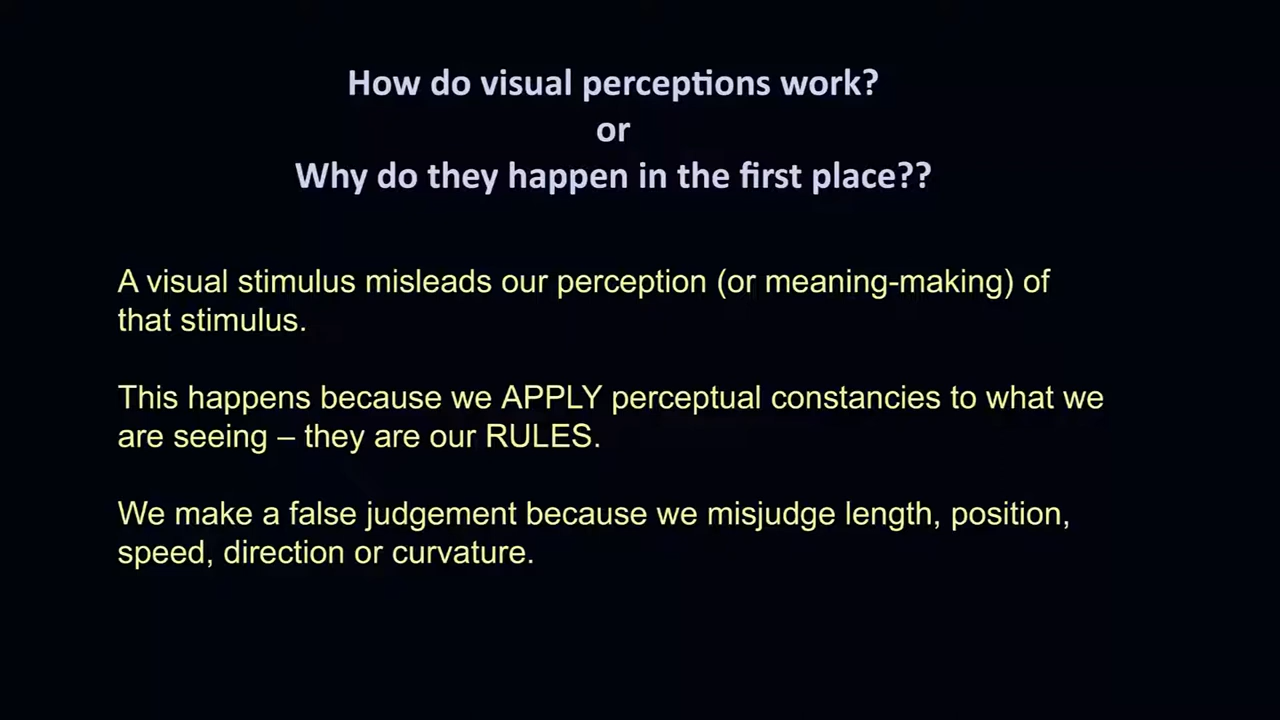 How do visual perceptions work?
or
Why do they happen in the first place??
A visual stimulus misleads our perception (or meaning-making) of
that stimulus.
This happens because we APPLY perceptual constancies to what we
are seeing – they are our RULES.
We make a false judgement because we misjudge length, position,
speed, direction or curvature.